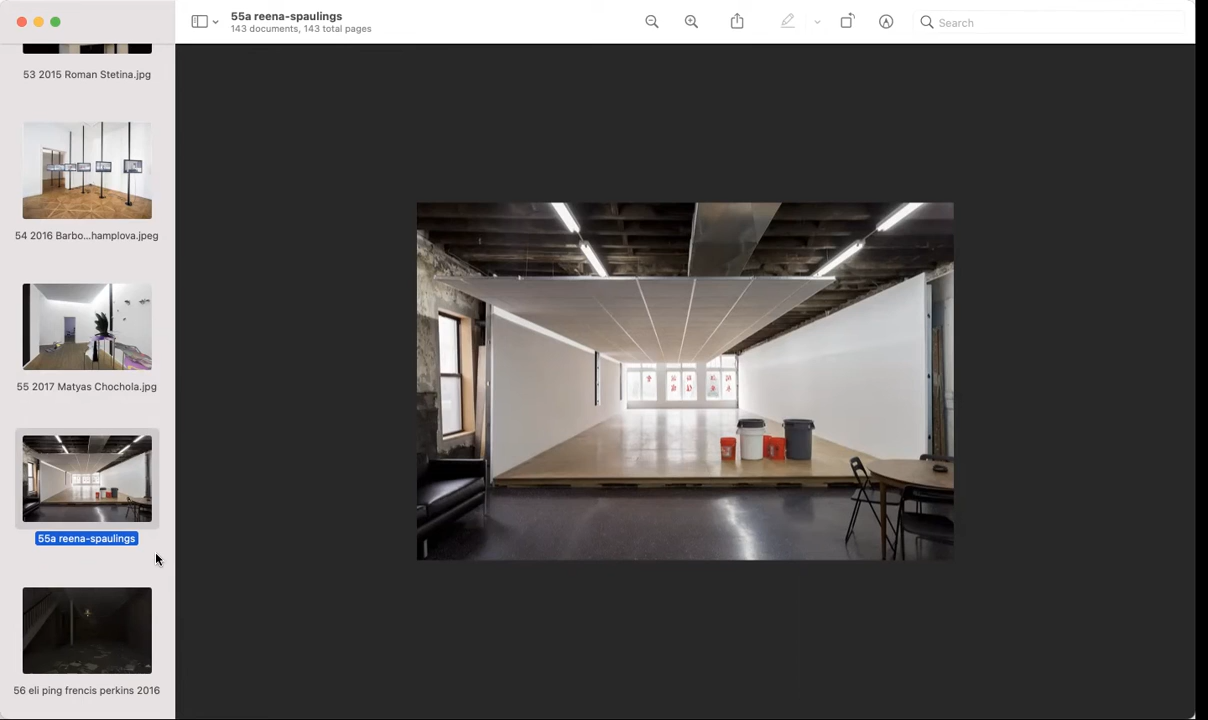 55a reena-spaulings
143 documents, 143 total pages
Search
53 2015 Roman Stetina.jpg
54 2016 Barbo...hamplova.jpeg
55 2017 Matyas Chochola.jpg
55a reena-spaulings
56 eli ping frencis perkins 2016